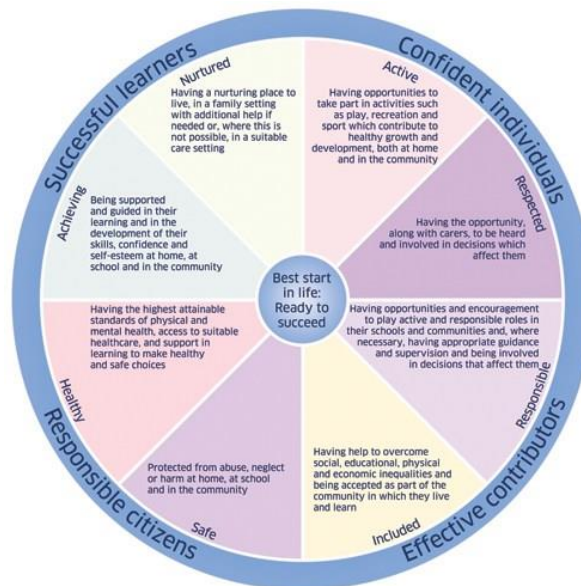 Successful learners
Confident individuals
Nurtured
Having a nurturing place to
live, in a family setting
with additional help if
needed or, where this is
not possible, in a suitable
care setting
Active
Having opportunities to
take part in activities such
as play, recreation and
sport which contribute to
healthy growth and
development, both at home
and in the community
Respected
Having the opportunity,
along with carers, to be heard
and involved in decisions which
affect them
Responsible
Having opportunities and encouragement
to play active and responsible roles in
their schools and communities and, where
necessary, having appropriate guidance
and supervision and being involved
in decisions that affect them
Included
Having help to overcome
social, educational, physical
and economic inequalities and
being accepted as part of the
community in which they live
and learn
Safe
Protected from abuse, neglect
or harm at home, at school
and in the community
Healthy
Having the highest attainable
standards of physical and
mental health, access to suitable
healthcare, and support in
learning to make healthy
and safe choices
Achieving
Being supported
and guided in their
learning and in the
development of their
skills, confidence and
self-esteem at home, at
school and in the community
Best start
in life:
Ready to
succeed
Responsible citizens
Effective contributors